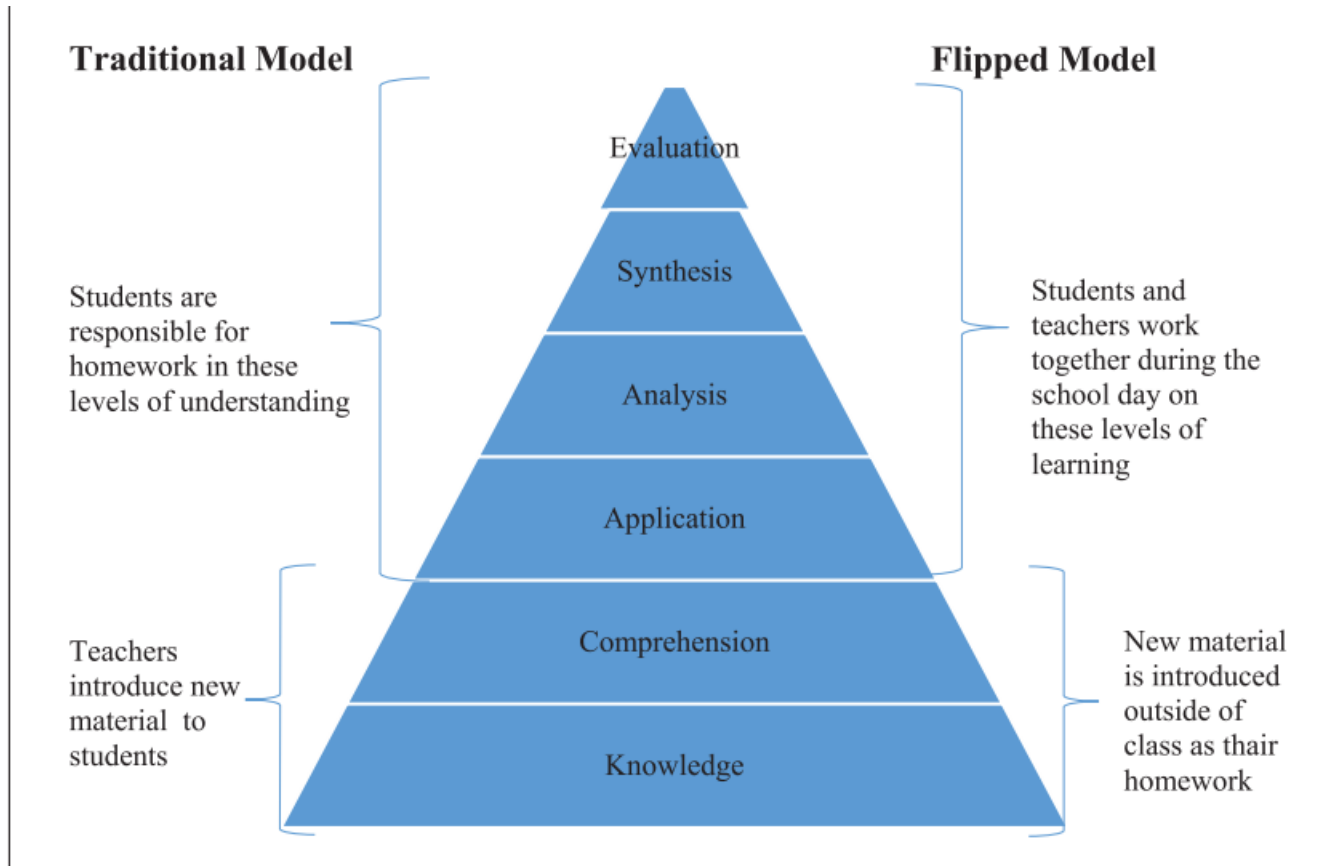 Traditional Model
Flipped Model
Evaluation
Synthesis
Analysis
Application
Comprehension
Knowledge
Students are
responsible for
homework in these
levels of understanding
Teachers
introduce new
material to
students
Students and
teachers work
together during the
school day on
these levels of
learning
New material
is introduced
outside of
class as thair
homework